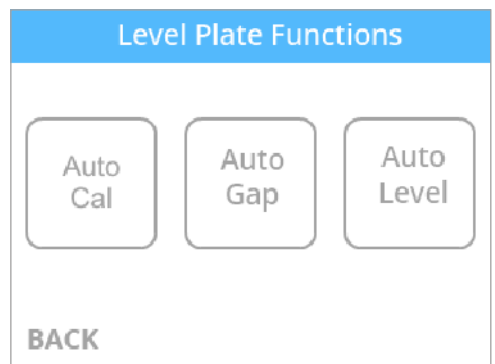 Level Plate Functions
Auto
Cal
Auto
Gap
Auto
Level
BACK